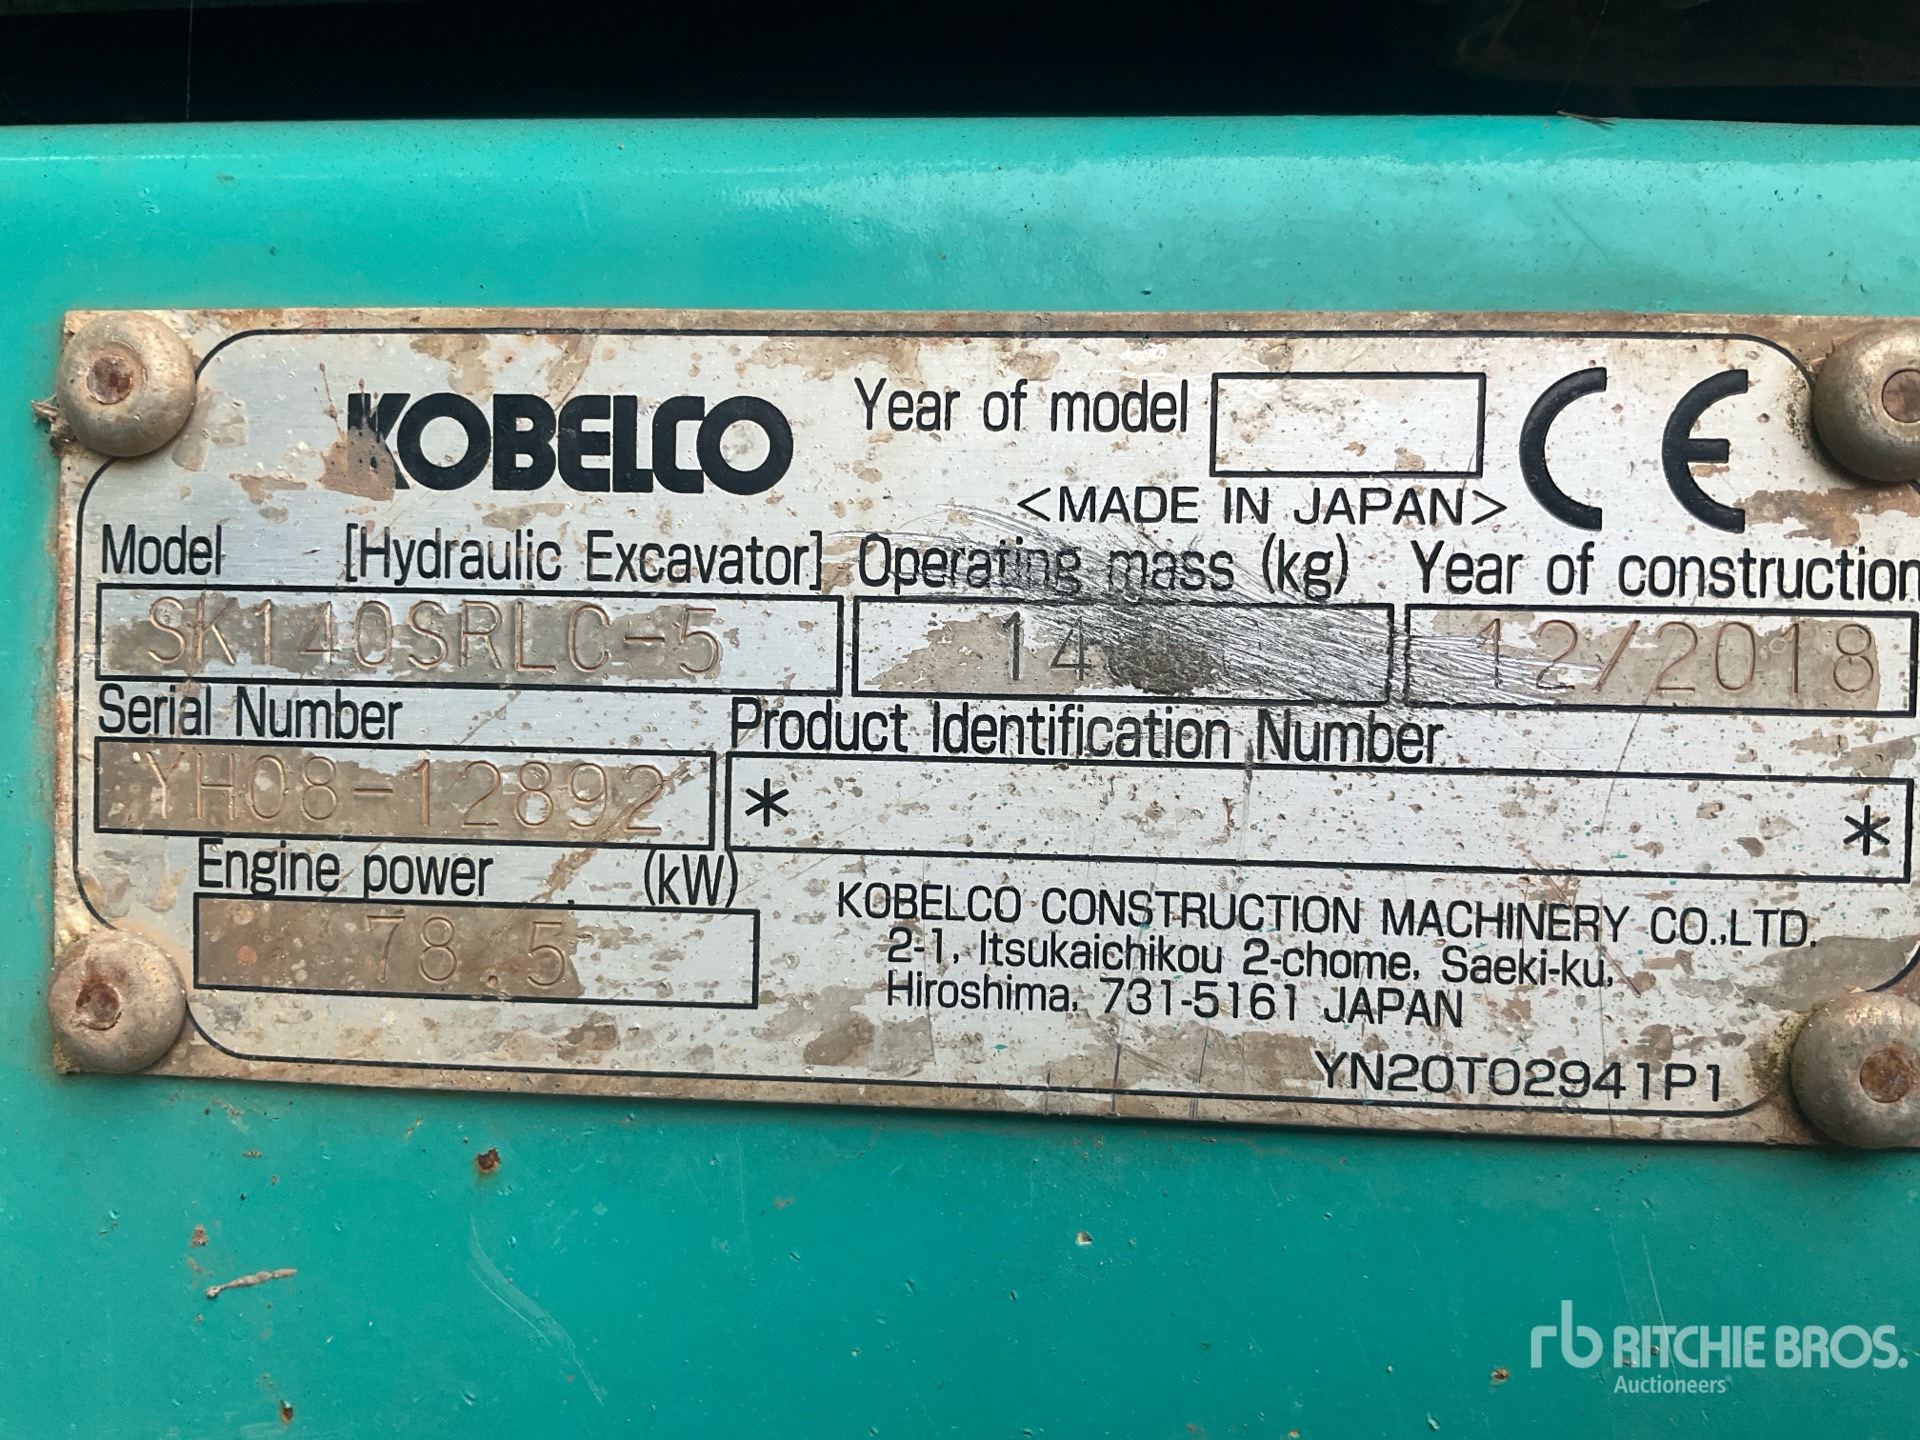 KOBELCO Year of model CE
<MADE IN JAPAN>
Model [Hydraulic Excavator] Operating mass (kg) Year of construction
SK140SRLC-5 14 12/2018
Serial Number Product Identification Number
YH08-12892 * *
Engine power (kW)
78.5
KOBELCO CONSTRUCTION MACHINERY CO.,LTD.
2-1, Itsukaichikou 2-chome, Saeki-ku,
Hiroshima, 731-5161 JAPAN
YN20T02941P1
rb RITCHIE BROS.
Auctioneers